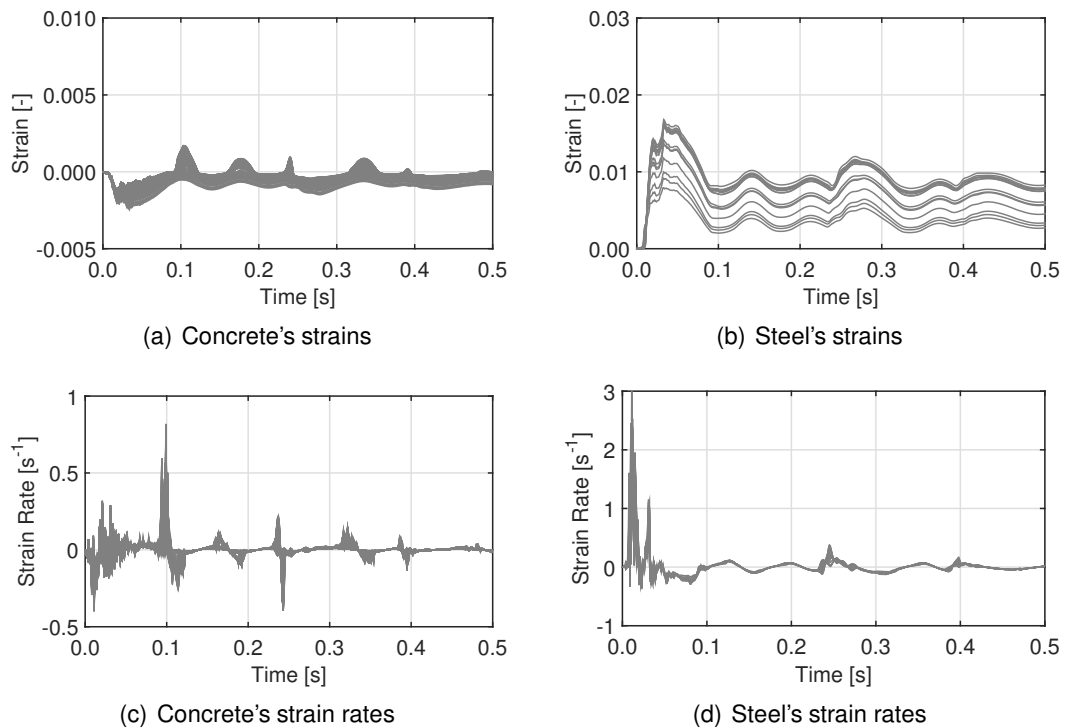 0.010
0.005
0.000
-0.005
Strain [-]
0.0 0.1 0.2 0.3 0.4 0.5
Time [s]
(a) Concrete's strains
0.03
0.02
0.01
0.00
Strain [-]
0.0 0.1 0.2 0.3 0.4 0.5
Time [s]
(b) Steel's strains
1
0.5
0
-0.5
Strain Rate [s-1]
0.0 0.1 0.2 0.3 0.4 0.5
Time [s]
(c) Concrete's strain rates
3
2
1
0
-1
Strain Rate [s-1]
0.0 0.1 0.2 0.3 0.4 0.5
Time [s]
(d) Steel's strain rates